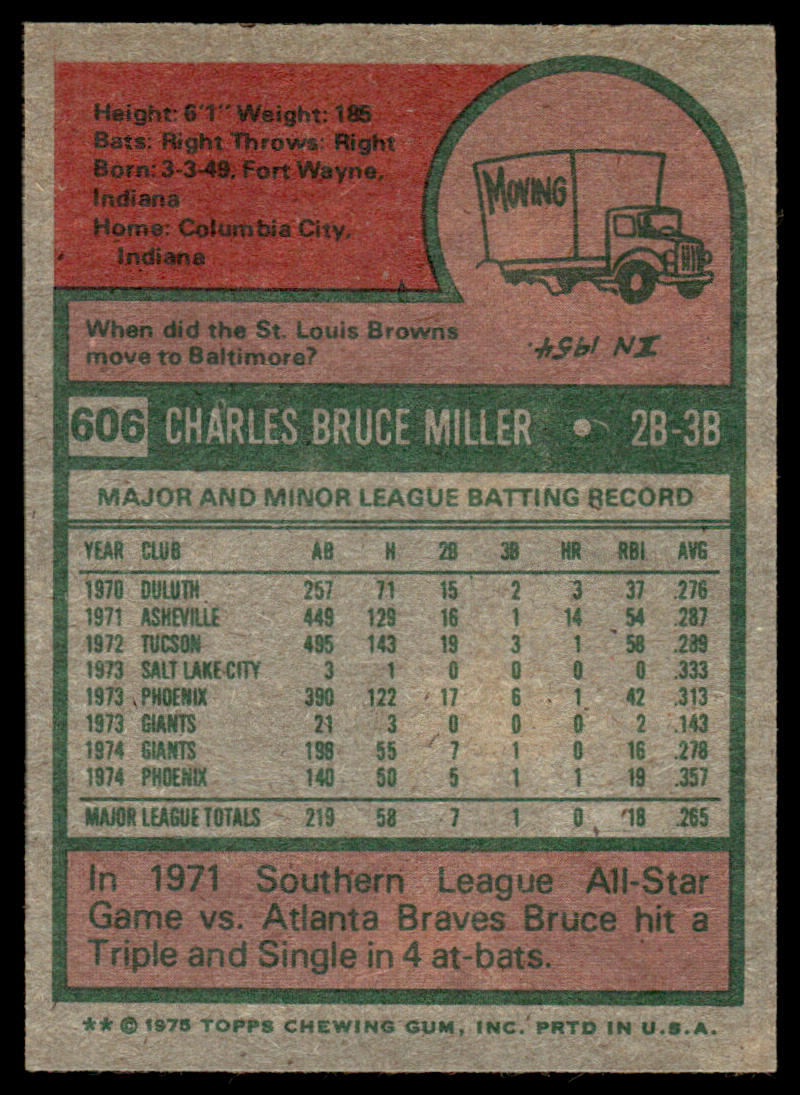 Height: 6'1" Weight: 185
Bats: Right Throws: Right
Born: 3-3-49, Fort Wayne,
Indiana
Home: Columbia City,
Indiana
MOVING
When did the St. Louis Browns
move to Baltimore?
IN 1954.
606 CHARLES BRUCE MILLER • 2B-3B
MAJOR AND MINOR LEAGUE BATTING RECORD
YEAR CLUB AB H 2B 3B HR RBI AVG
1970 DULUTH 257 71 15 2 3 37 .276
1971 ASHEVILLE 449 129 16 1 14 54 .287
1972 TUCSON 495 143 19 3 1 58 .289
1973 SALT LAKE CITY 3 1 0 0 0 0 .333
1973 PHOENIX 390 122 17 6 1 42 .313
1973 GIANTS 21 3 0 0 0 2 .143
1974 GIANTS 198 55 7 1 0 16 .278
1974 PHOENIX 140 50 5 1 1 19 .357
MAJOR LEAGUE TOTALS 219 58 7 1 0 18 .265
In 1971 Southern League All-Star
Game vs. Atlanta Braves Bruce hit a
Triple and Single in 4 at-bats.
** © 1975 TOPPS CHEWING GUM, INC. PRTD IN U.S.A.